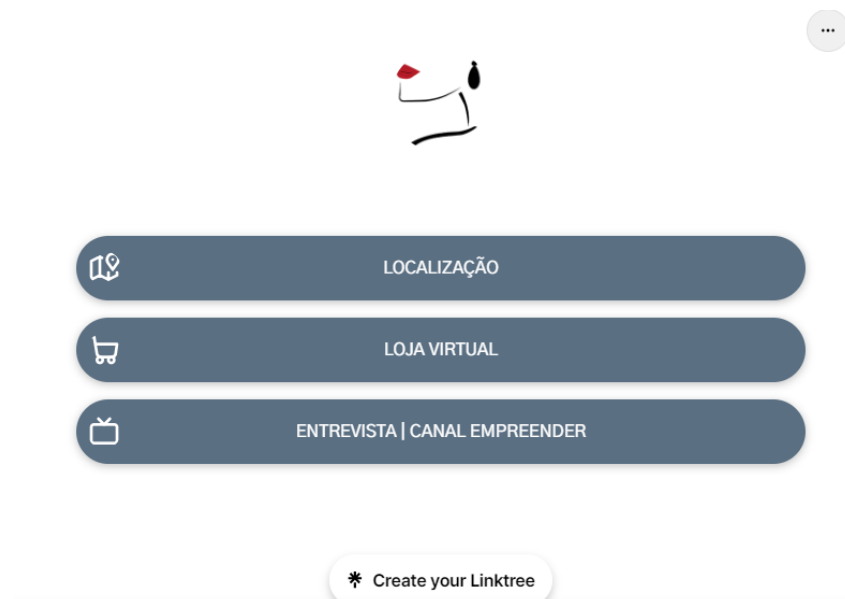 LOCALIZAÇÃO
LOJA VIRTUAL
ENTREVISTA | CANAL EMPREENDER
Create your Linktree